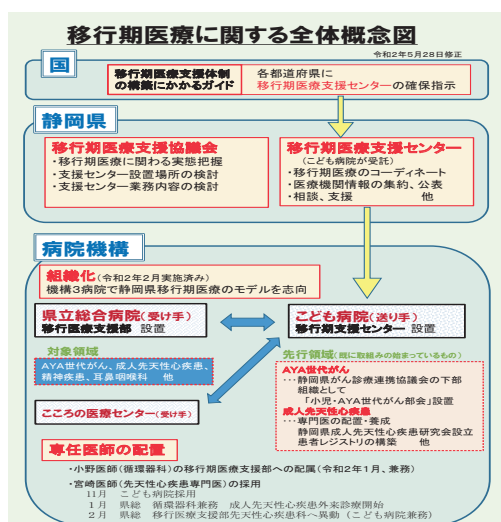 移行期医療に関する全体概念図
令和2年5月28日修正
国
移行期医療支援体制
の構築にかかるガイド
各都道府県に
移行期医療支援センターの確保指示
静岡県
移行期医療支援協議会
・移行期医療に関わる実態把握
・支援センター設置場所の検討
・支援センター業務内容の検討
移行期医療支援センター
(こども病院が受託)
・移行期医療のコーディネート
・医療機関情報の集約、公表
・相談、支援　　他
病院機構
組織化(令和2年2月実施済み)
機構3病院で静岡県移行期医療のモデルを志向
県立総合病院(受け手)
移行医療支援部 設置
こども病院(送り手)
移行期支援センター 設置
対象領域
AYA世代がん、成人先天性心疾患、
精神疾患、耳鼻咽喉科　他
こころの医療センター(受け手)
先行領域(既に取組みの始まっているもの)
AYA世代がん
…静岡県がん診療連携協議会の下部
組織として
「小児・AYA世代がん部会」設置
成人先天性心疾患
…専門医の配置・養成
静岡県成人先天性心疾患研究会設立
患者レジストリの構築　　他
専任医師の配置
・小野医師(循環器科)の移行期医療支援部への配属(令和2年1月、兼務)
・宮崎医師(先天性心疾患専門医)の採用
11月　こども病院採用
1月　県総　循環器科兼務　成人先天性心疾患外来診療開始
2月　県総　移行医療支援部先天性心疾患科へ異動(こども病院兼務)